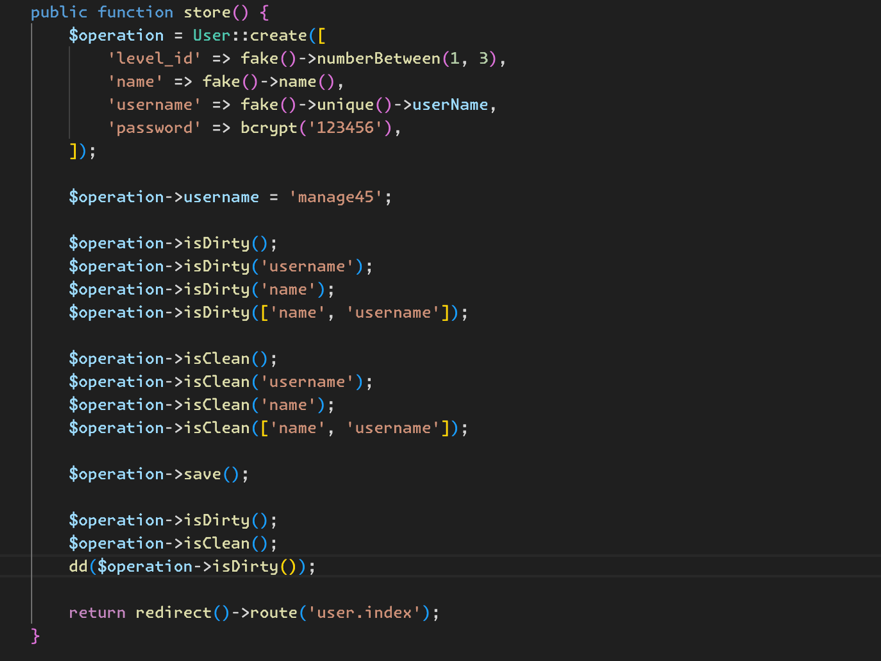 public function store() {
    $operation = User::create([
        'level_id' => fake()->numberBetween(1, 3),
        'name' => fake()->name(),
        'username' => fake()->unique()->userName,
        'password' => bcrypt('123456'),
    ]);

    $operation->username = 'manage45';

    $operation->isDirty();
    $operation->isDirty('username');
    $operation->isDirty('name');
    $operation->isDirty(['name', 'username']);

    $operation->isClean();
    $operation->isClean('username');
    $operation->isClean('name');
    $operation->isClean(['name', 'username']);

    $operation->save();

    $operation->isDirty();
    $operation->isClean();
    dd($operation->isDirty());

    return redirect()->route('user.index');
}